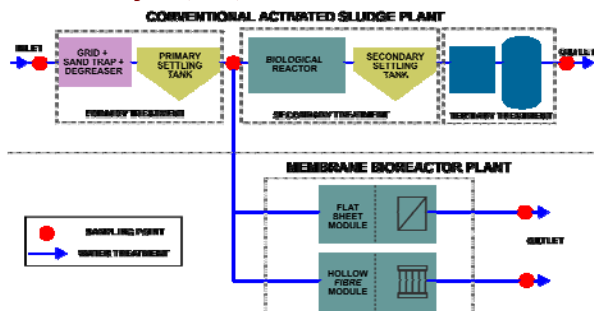 CONVENTIONAL ACTIVATED SLUDGE PLANT
INLET
GRID +
SAND TRAP +
DEGREASER
PRIMARY
SETTLING
TANK
BIOLOGICAL
REACTOR
SECONDARY
SETTLING
TANK
OUTLET
PRIMARY TREATMENT
SECONDARY TREATMENT
TERTIARY TREATMENT
MEMBRANE BIOREACTOR PLANT
FLAT
SHEET
MODULE
SAMPLING POINT
WATER TREATMENT
OUTLET
HOLLOW
FIBRE
MODULE